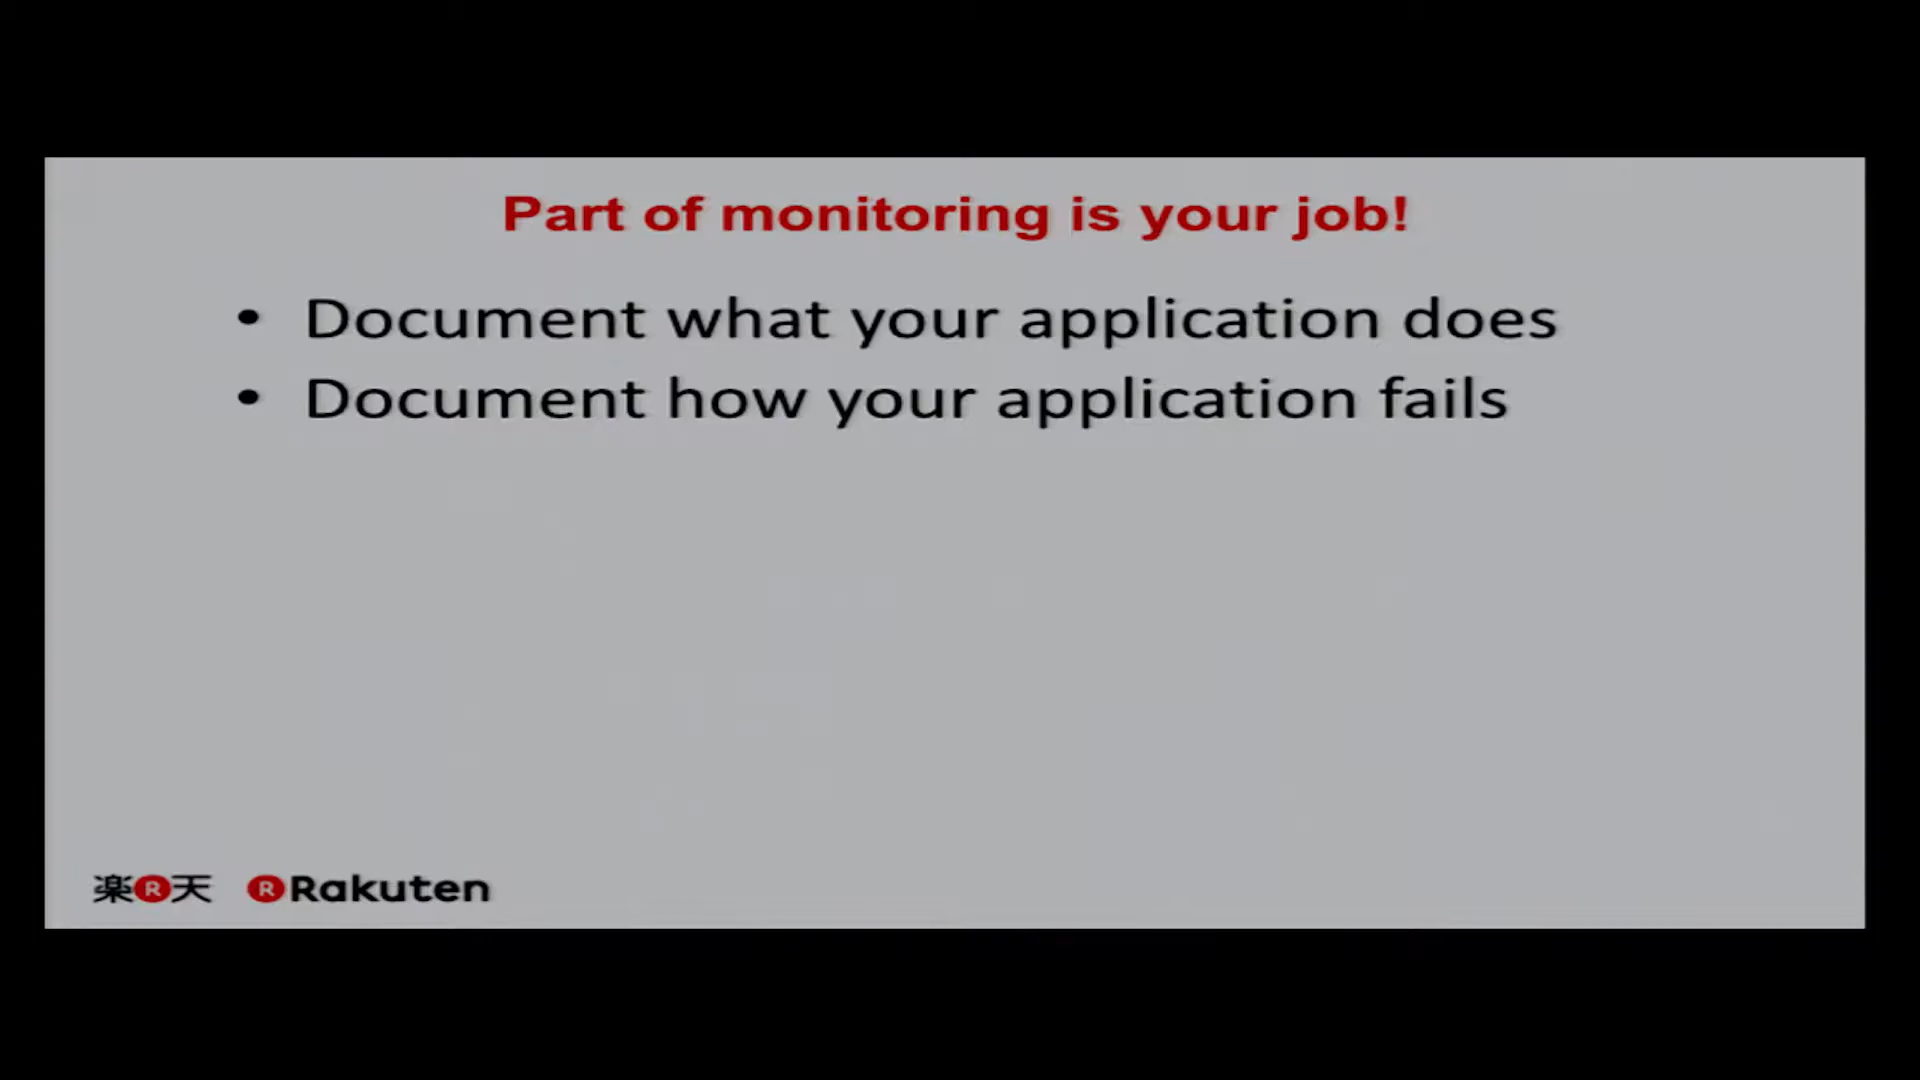 Part of monitoring is your job!
• Document what your application does
• Document how your application fails
楽R天 R Rakuten